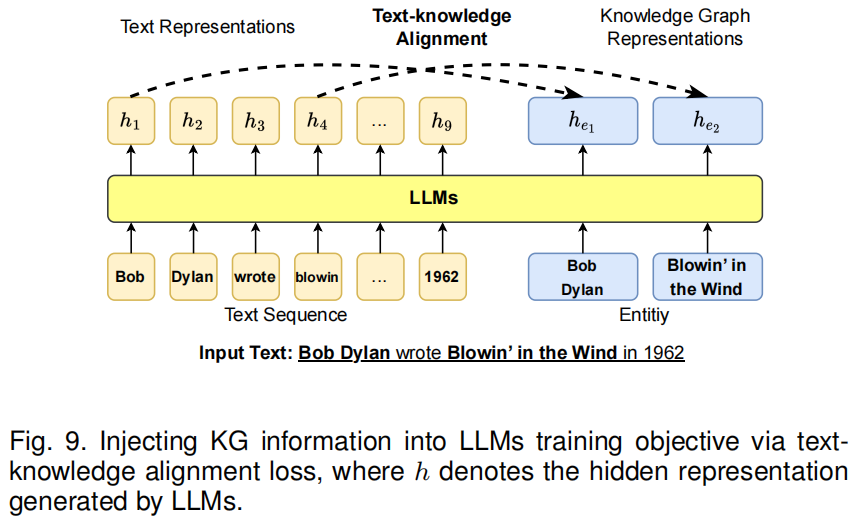 Text Representations
Text-knowledge Alignment
Knowledge Graph Representations
h₁ h₂ h₃ h₄ ... h₉ hₑ₁ hₑ₂
LLMs
Bob Dylan wrote blowin ... 1962 Bob Dylan Blowin’ in the Wind
Text Sequence Entitiy
Input Text: Bob Dylan wrote Blowin’ in the Wind in 1962
Fig. 9. Injecting KG information into LLMs training objective via text-
knowledge alignment loss, where h denotes the hidden representation
generated by LLMs.